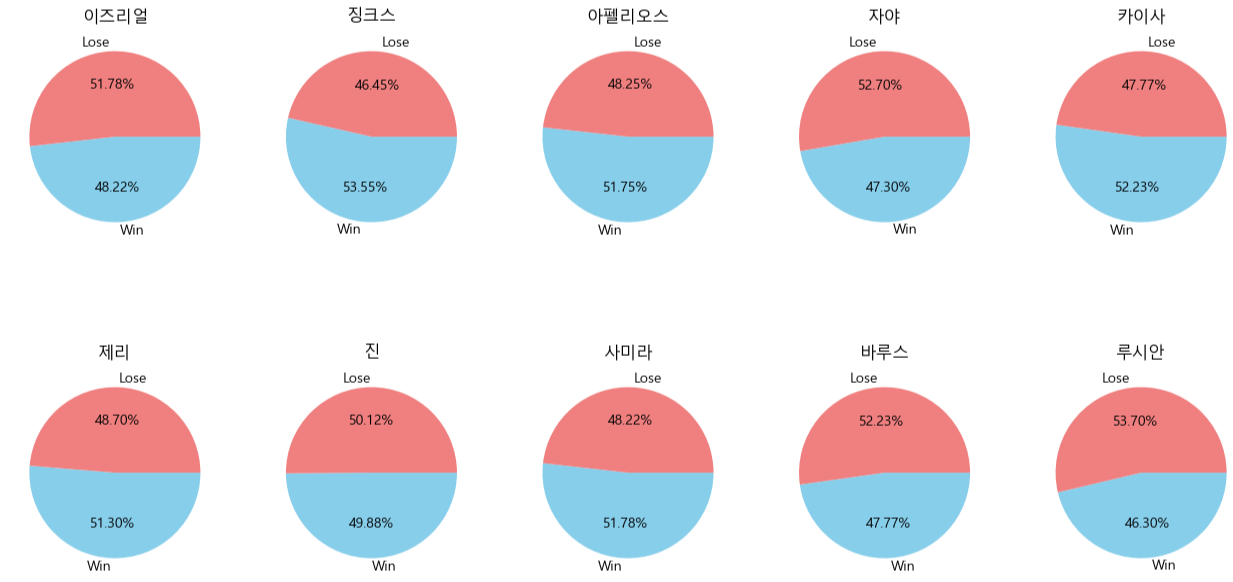 이즈리얼
Lose
51.78%
48.22%
Win
징크스
Lose
46.45%
53.55%
Win
아펠리오스
Lose
48.25%
51.75%
Win
자야
Lose
52.70%
47.30%
Win
카이사
Lose
47.77%
52.23%
Win
제리
Lose
48.70%
51.30%
Win
진
Lose
50.12%
49.88%
Win
사미라
Lose
48.22%
51.78%
Win
바루스
Lose
52.23%
47.77%
Win
루시안
Lose
53.70%
46.30%
Win